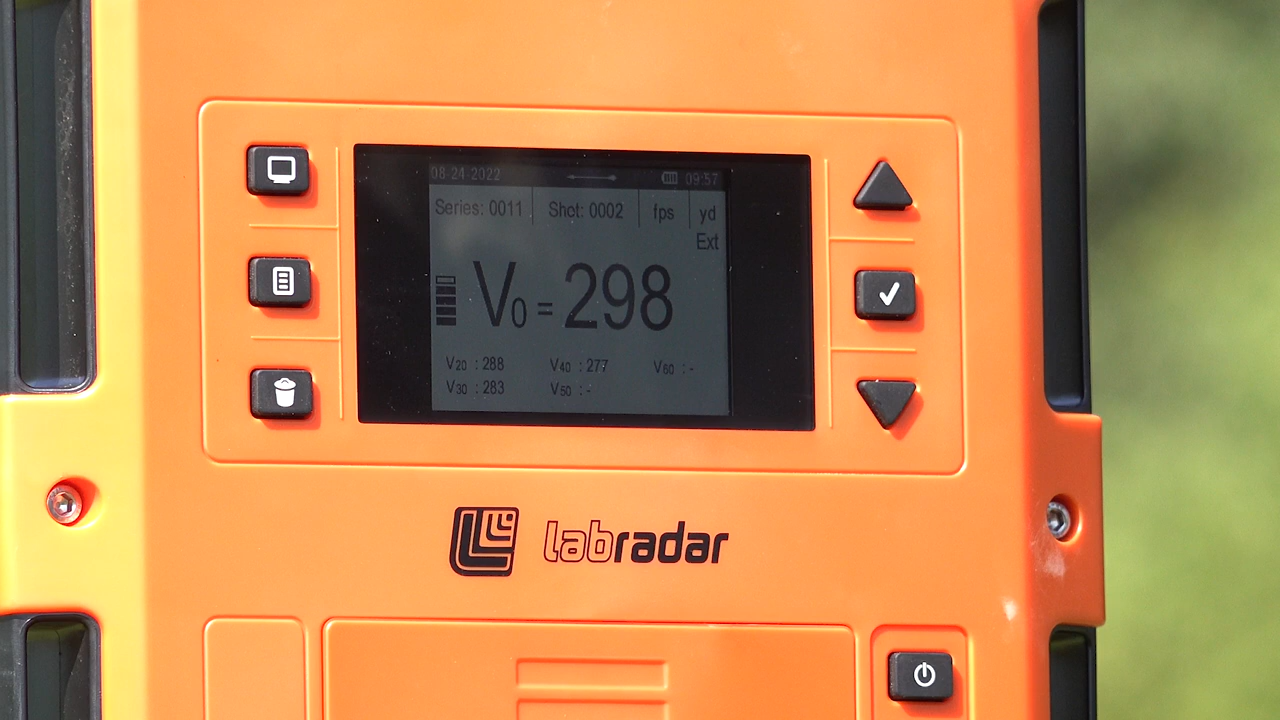 08-24-2022 09:57
Series: 0011 Shot: 0002 fps yd
Ext
V0 = 298
V20 : 288 V40 : 277 V60 : -
V30 : 283 V50 : -
labradar